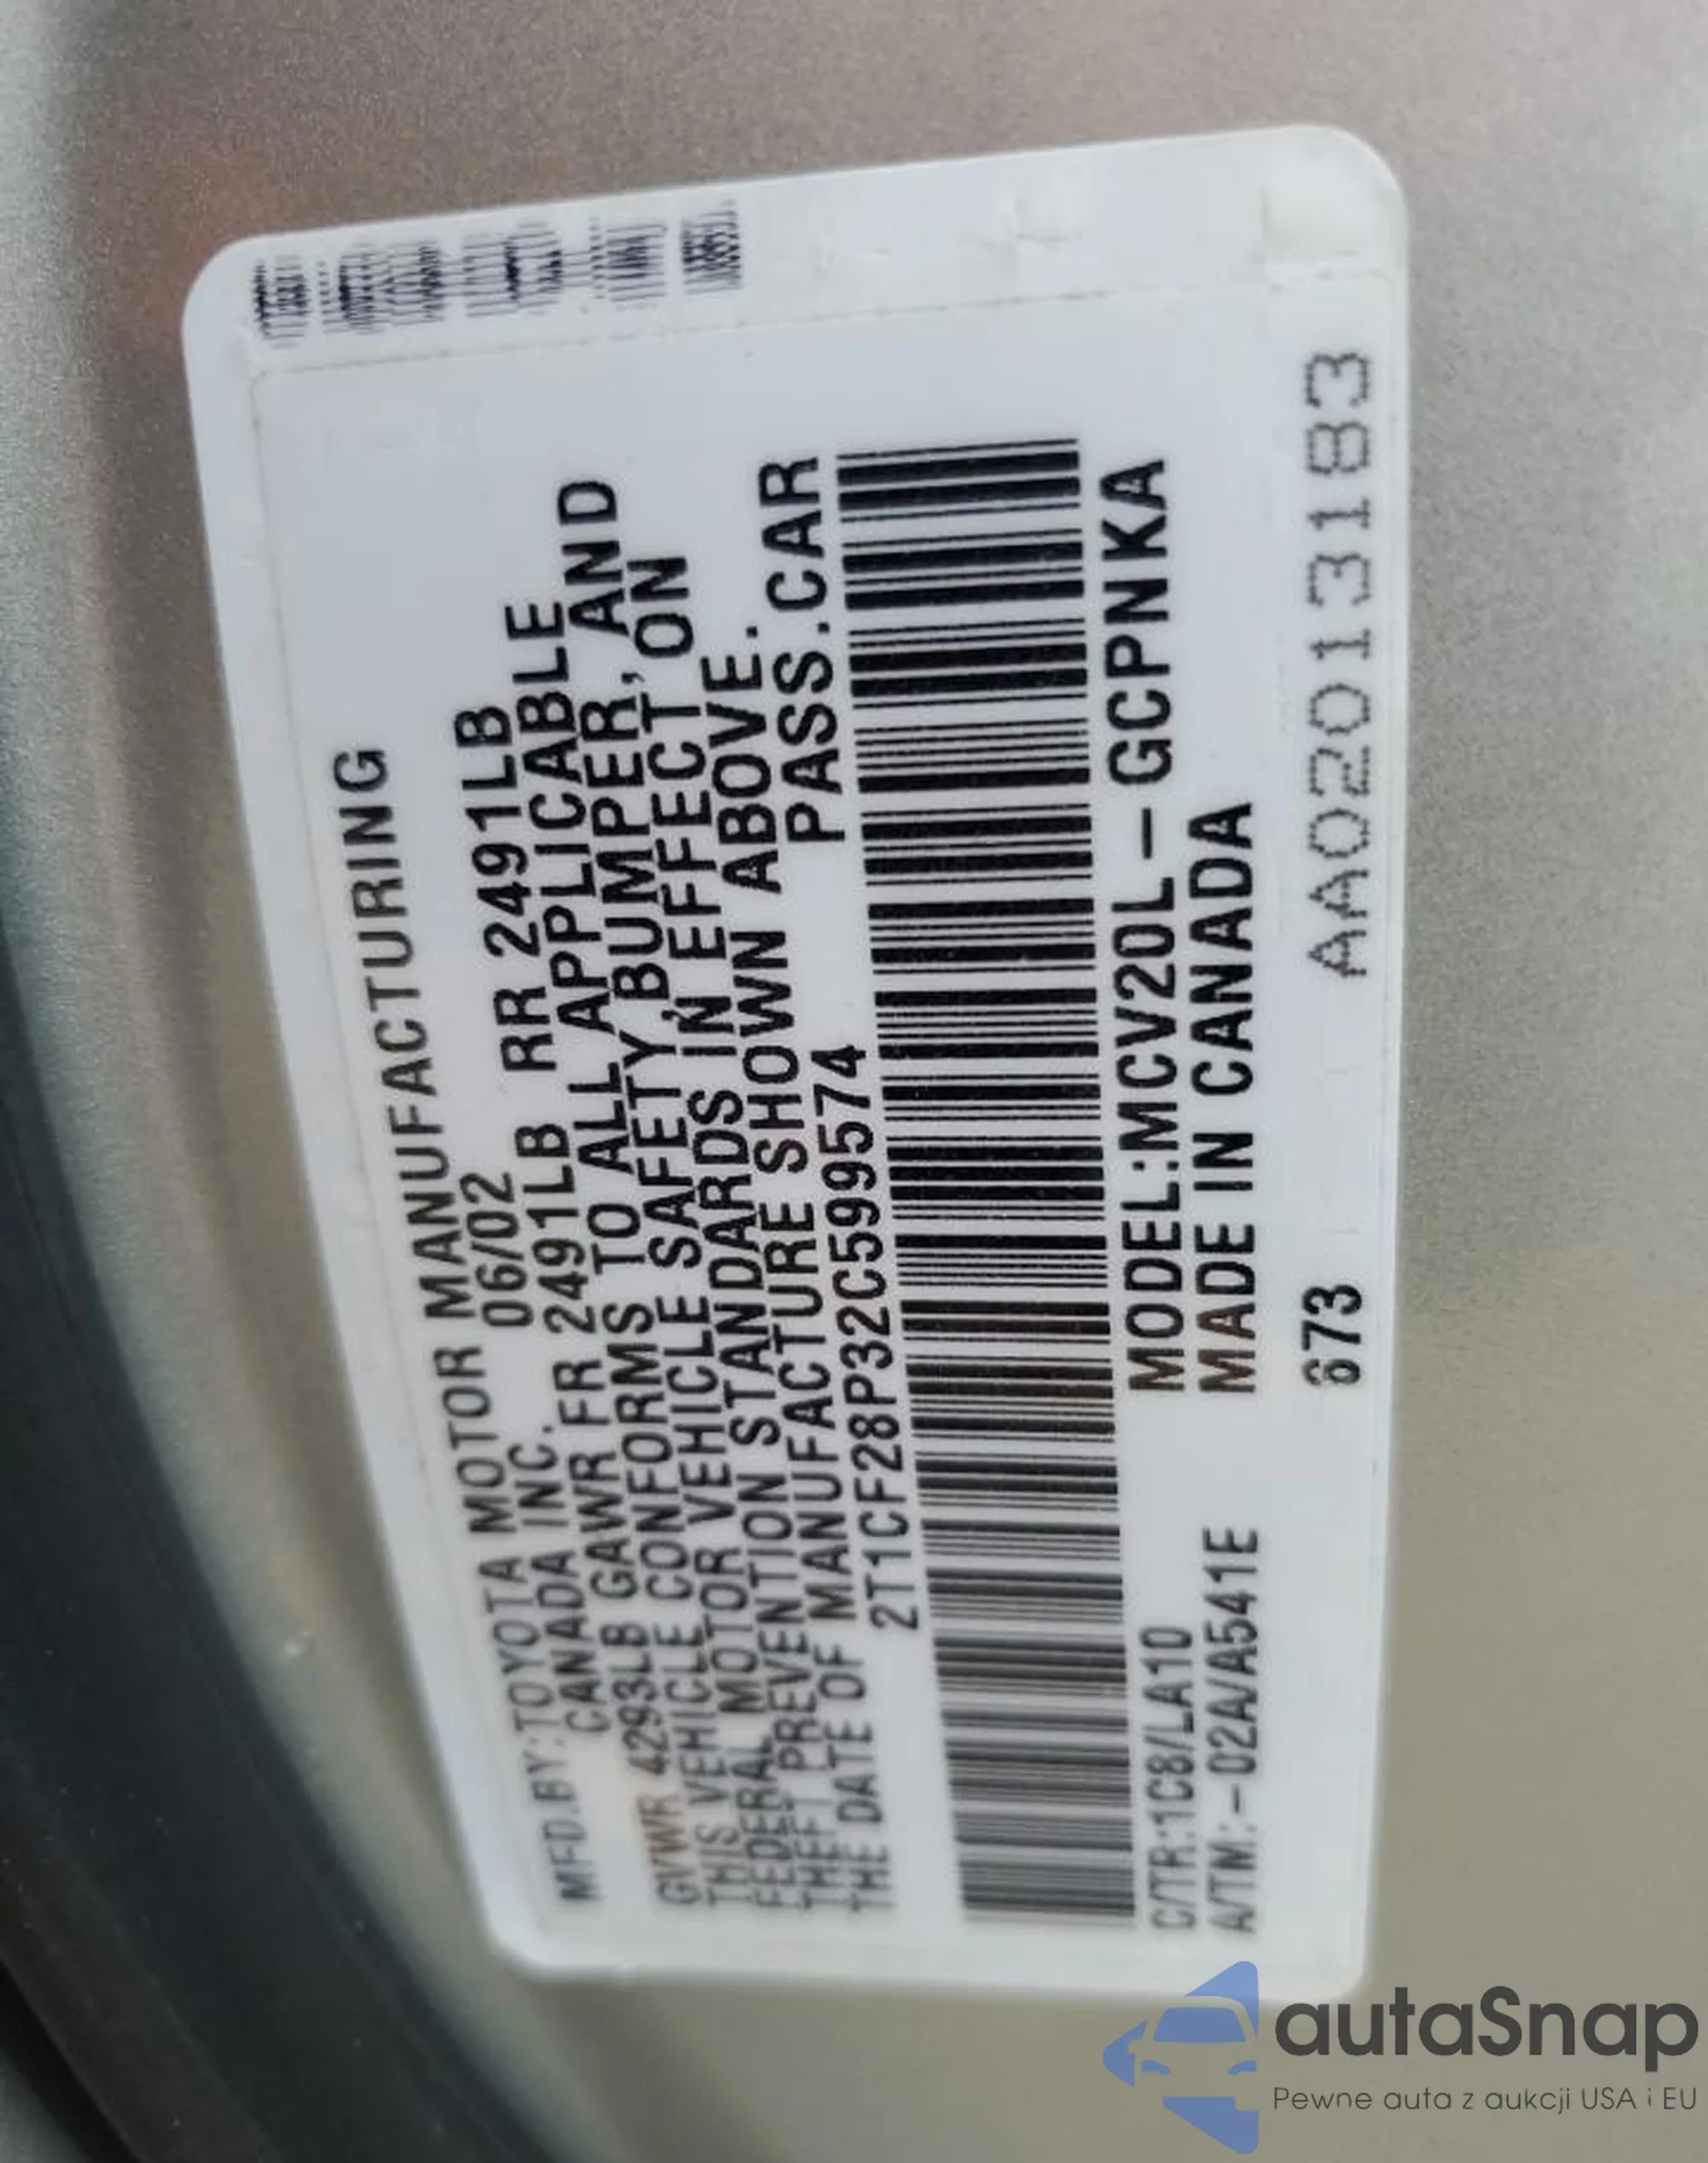 MFD.BY:TOYOTA MOTOR MANUFACTURING
CANADA INC. 06/02
GVWR 4293LB GAWR FR 2491LB RR 2491LB
THIS VEHICLE CONFORMS TO ALL APPLICABLE
FEDERAL MOTOR VEHICLE SAFETY,BUMPER, AND
THEFT PREVENTION STANDARDS IN EFFECT ON
THE DATE OF MANUFACTURE SHOWN ABOVE.
2T1CF28P32C599574 PASS.CAR
C/TR:1C8/LA10 MODEL:MCV20L-GCPNKA
A/TM:-02A/A541E MADE IN CANADA
673 AA02013183
autaSnap
Pewne auta z aukcji USA i EU